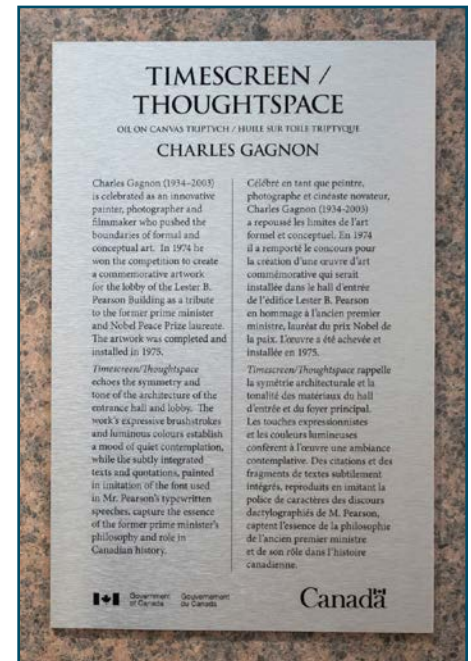 TIMESCREEN /
THOUGHTSPACE
OIL ON CANVAS TRIPTYCH / HUILE SUR TOILE TRIPTYQUE
CHARLES GAGNON
Charles Gagnon (1934–2003)
is celebrated as an innovative
painter, photographer and
filmmaker who pushed the
boundaries of formal and
conceptual art. In 1974 he
won the competition to create
a commemorative artwork
for the lobby of the Lester B.
Pearson Building as a tribute
to the former prime minister
and Nobel Peace Prize laureate.
The artwork was completed and
installed in 1975.
Timescreen/Thoughtspace
echoes the symmetry and
tone of the architecture of the
entrance hall and lobby. The
work's expressive brushstrokes
and luminous colours establish
a mood of quiet contemplation,
while the subtly integrated
texts and quotations, painted
in imitation of the font used
in Mr. Pearson's typewritten
speeches, capture the essence
of the former prime minister's
philosophy and role in
Canadian history.
Célébré en tant que peintre,
photographe et cinéaste novateur,
Charles Gagnon (1934-2003)
a repoussé les limites de l'art
formel et conceptuel. En 1974
il a remporté le concours pour
la création d'une œuvre d'art
commémorative qui serait
installée dans le hall d'entrée
de l'édifice Lester B. Pearson
en hommage à l'ancien premier
ministre, lauréat du prix Nobel de
la paix. L'œuvre a été achevée et
installée en 1975.
Timescreen/Thoughtspace rappelle
la symétrie architecturale et la
tonalité des matériaux du hall
d'entrée et du foyer principal.
Les touches expressionnistes
et les couleurs lumineuses
confèrent à l'œuvre une ambiance
contemplative. Des citations et des
fragments de textes subtilement
intégrés, reproduits en imitant la
police de caractères des discours
dactylographiés de M. Pearson,
captent l'essence de la philosophie
de l'ancien premier ministre
et de son rôle dans l'histoire
canadienne.
Government of Canada
Gouvernement du Canada
Canada